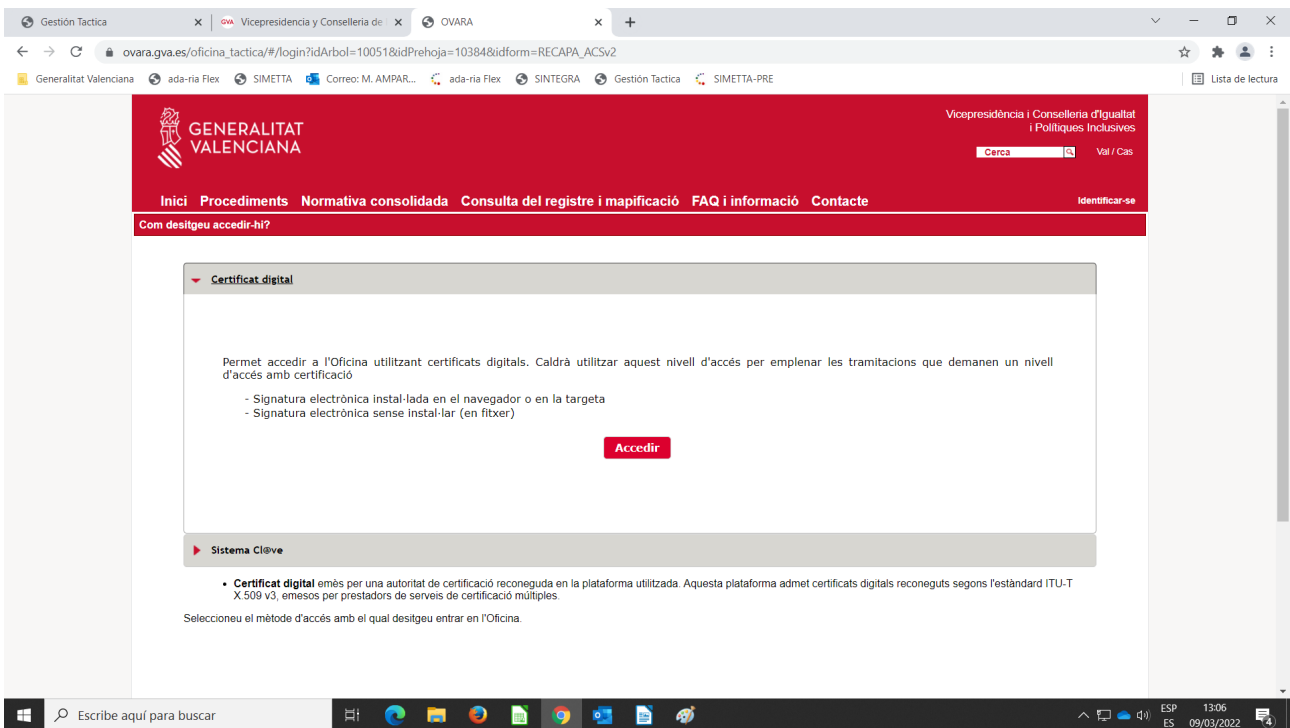 Gestión Tactica
GVA Vicepresidencia y Conselleria de
OVARA
ovara.gva.es/oficina_tactica/#/login?idArbol=10051&idPrehoja=10384&idform=RECAPA_ACSv2
Generalitat Valenciana ada-ria Flex SIMETTA Correo: M. AMPAR... ada-ria Flex SINTEGRA Gestión Tactica SIMETTA-PRE Lista de lectura
GENERALITAT
VALENCIANA
Vicepresidència i Conselleria d'Igualtat
i Polítiques Inclusives
Cerca Val / Cas
Inici Procediments Normativa consolidada Consulta del registre i mapificació FAQ i informació Contacte Identificar-se
Com desitgeu accedir-hi?
Certificat digital
Permet accedir a l'Oficina utilitzant certificats digitals. Caldrà utilitzar aquest nivell d'accés per emplenar les tramitacions que demanen un nivell
d'accés amb certificació
- Signatura electrònica instal·lada en el navegador o en la targeta
- Signatura electrònica sense instal·lar (en fitxer)
Accedir
Sistema Cl@ve
• Certificat digital emès per una autoritat de certificació reconeguda en la plataforma utilitzada. Aquesta plataforma admet certificats digitals reconeguts segons l'estàndard ITU-T
X.509 v3, emesos per prestadors de serveis de certificació múltiples.
Seleccioneu el mètode d'accés amb el qual desitgeu entrar en l'Oficina.
Escribe aquí para buscar
ESP
ES
13:06
09/03/2022
4